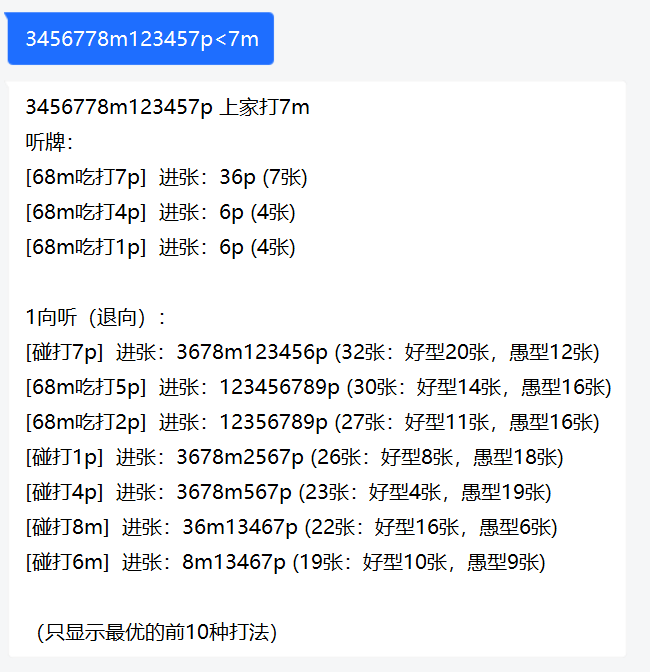 3456778m123457p<7m
3456778m123457p 上家打7m
听牌：
[68m吃打7p] 进张：36p (7张)
[68m吃打4p] 进张：6p (4张)
[68m吃打1p] 进张：6p (4张)
1向听（退向）：
[碰打7p] 进张：3678m123456p (32张：好型20张，愚型12张)
[68m吃打5p] 进张：123456789p (30张：好型14张，愚型16张)
[68m吃打2p] 进张：12356789p (27张：好型11张，愚型16张)
[碰打1p] 进张：3678m2567p (26张：好型8张，愚型18张)
[碰打4p] 进张：3678m567p (23张：好型4张，愚型19张)
[碰打8m] 进张：36m13467p (22张：好型16张，愚型6张)
[碰打6m] 进张：8m13467p (19张：好型10张，愚型9张)
（只显示最优的前10种打法）